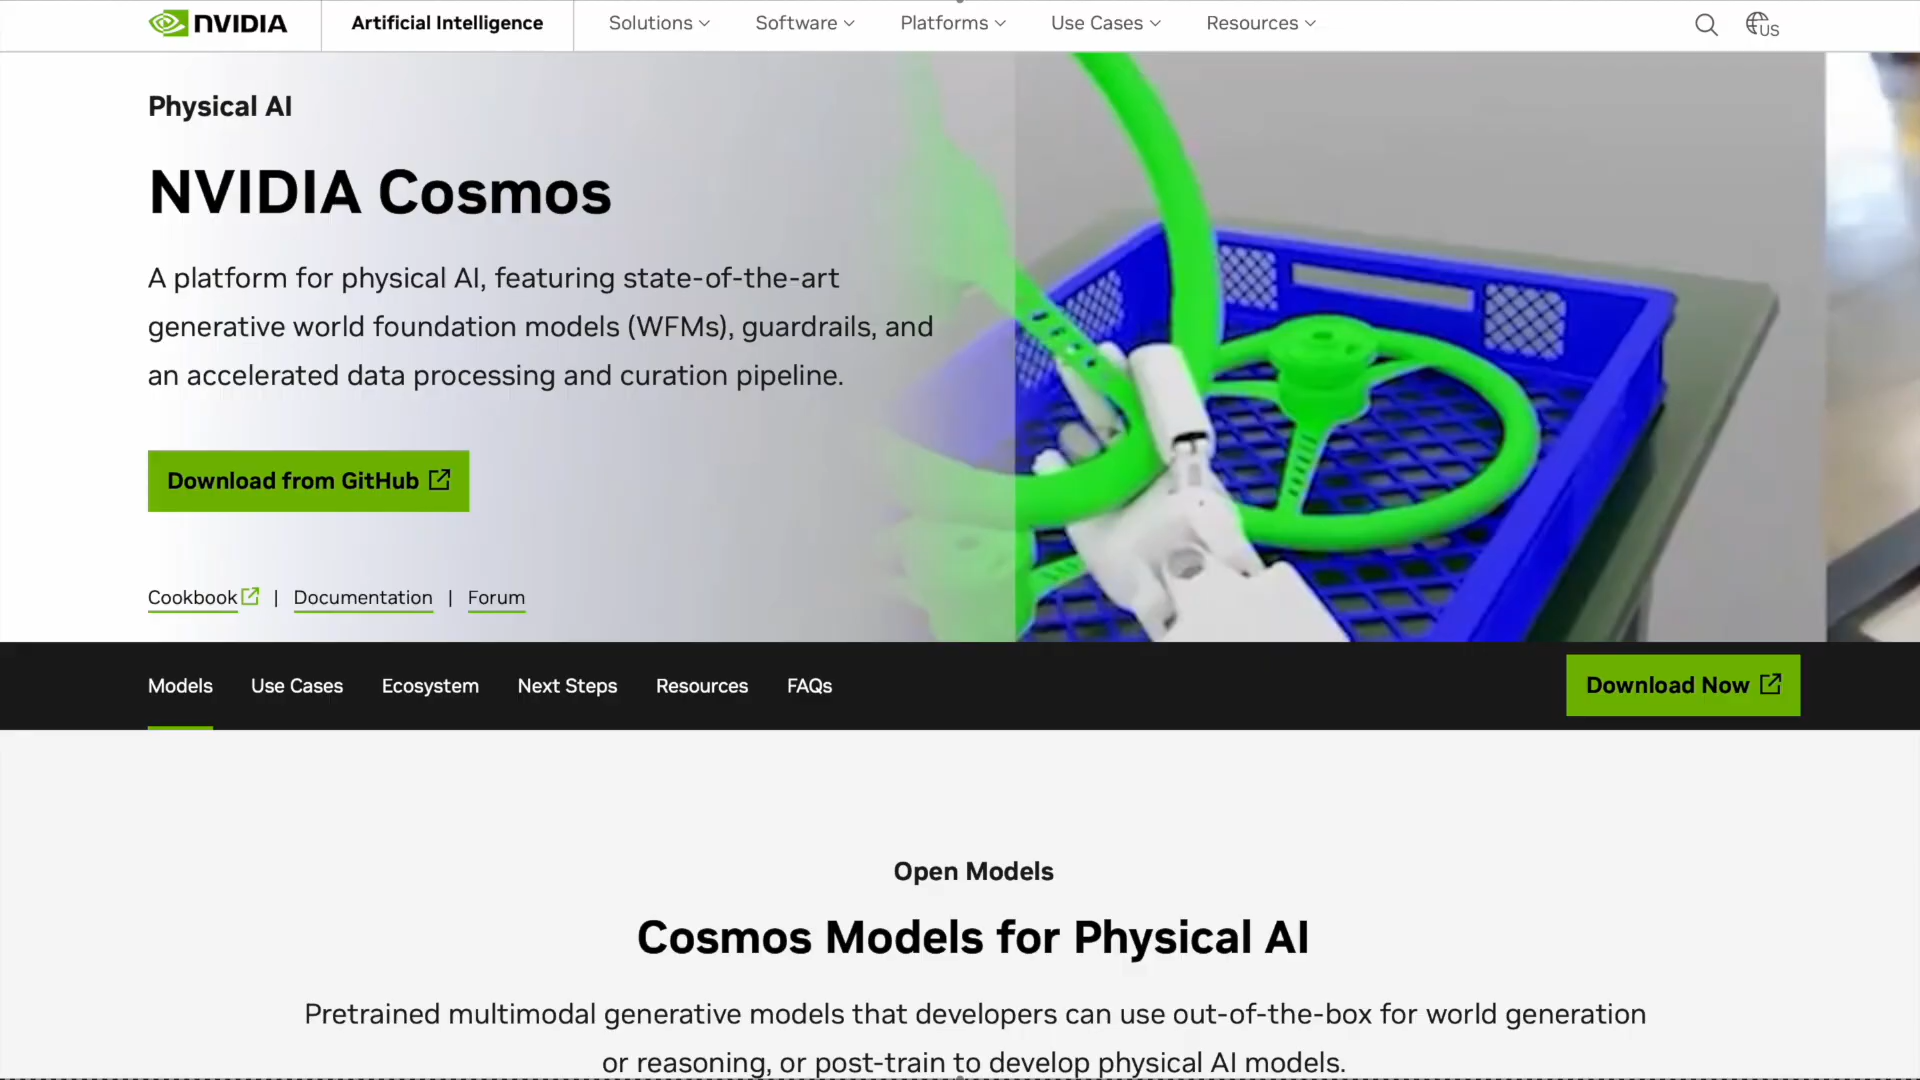 NVIDIA
Artificial Intelligence
Solutions
Software
Platforms
Use Cases
Resources
US
Physical AI
NVIDIA Cosmos
A platform for physical AI, featuring state-of-the-art
generative world foundation models (WFMs), guardrails, and
an accelerated data processing and curation pipeline.
Download from GitHub
Cookbook | Documentation | Forum
Models
Use Cases
Ecosystem
Next Steps
Resources
FAQs
Download Now
Open Models
Cosmos Models for Physical AI
Pretrained multimodal generative models that developers can use out-of-the-box for world generation
or reasoning, or post-train to develop physical AI models.